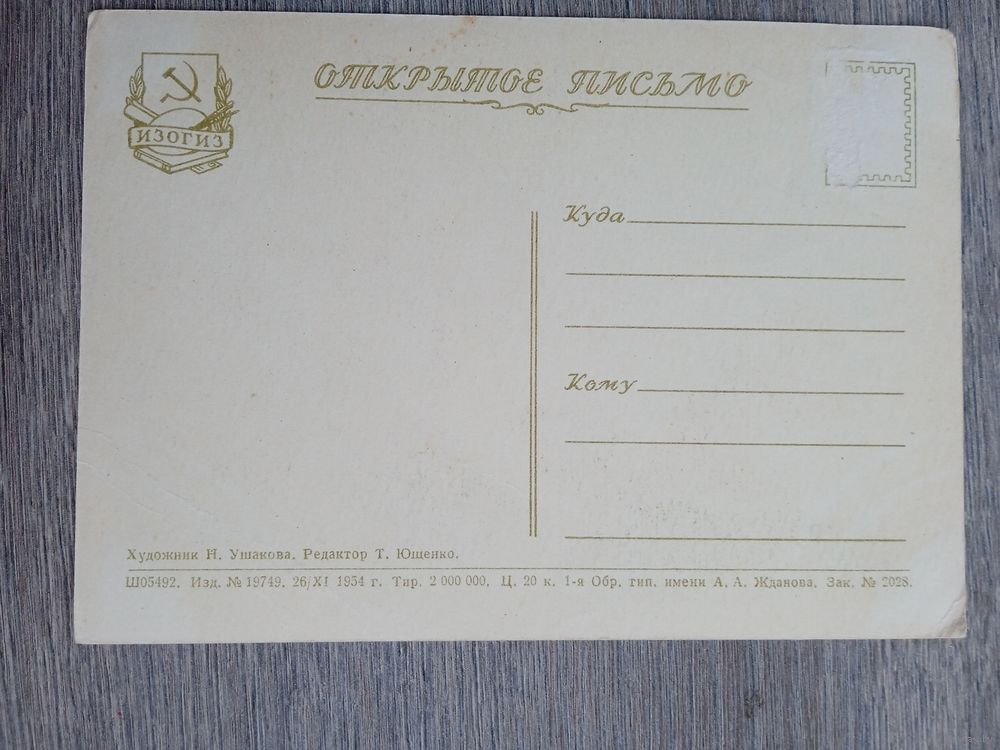 ОТКРЫТОЕ ПИСЬМО
ИЗОГИЗ
Куда
Кому
Художник Н. Ушакова. Редактор Т. Ющенко.
Ш05492. Изд. № 19749. 26/XI 1954 г. Тир. 2 000 000. Ц. 20 к. 1-я Обр. тип. имени А. А. Жданова. Зак. № 2028.